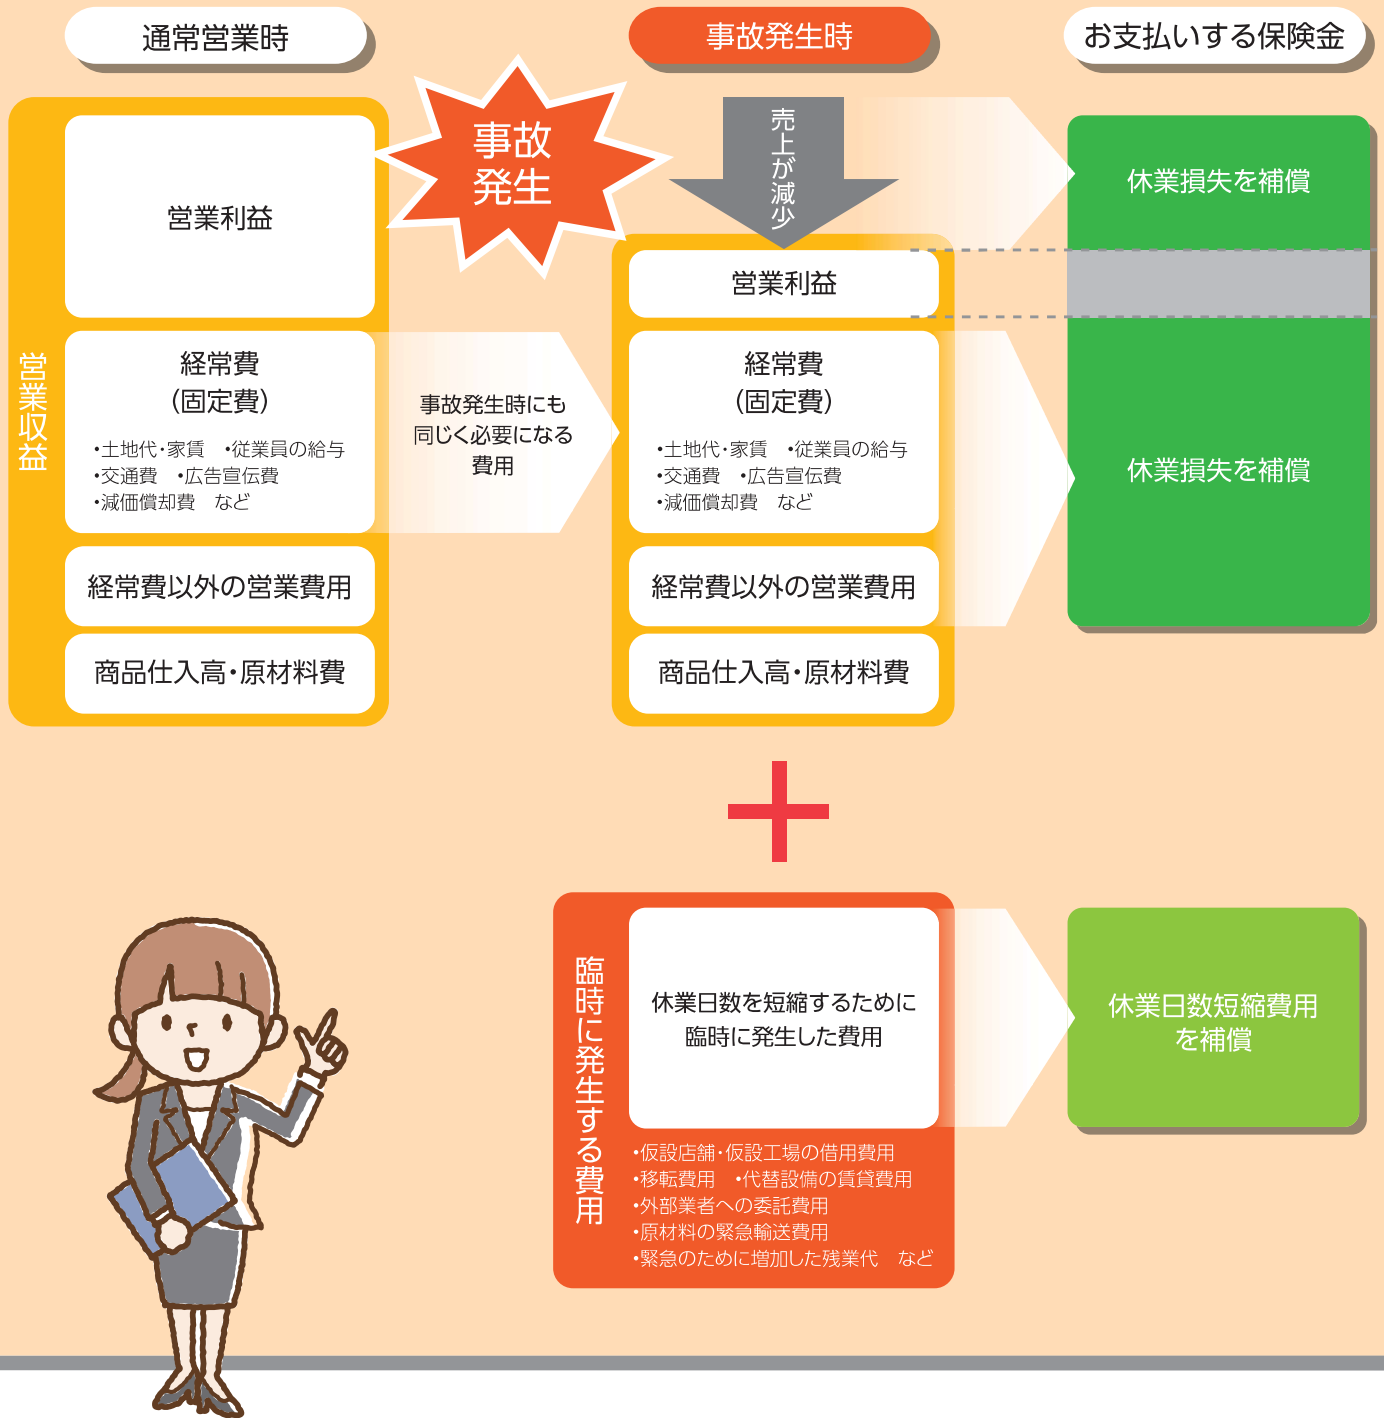 通常営業時
事故発生時
お支払いする保険金
営業収益
営業利益
経常費
（固定費）
・土地代・家賃　・従業員の給与
・交通費　・広告宣伝費
・減価償却費　など
経常費以外の営業費用
商品仕入高・原材料費
事故
発生
事故発生時にも
同じく必要になる
費用
売上が減少
営業利益
経常費
（固定費）
・土地代・家賃　・従業員の給与
・交通費　・広告宣伝費
・減価償却費　など
経常費以外の営業費用
商品仕入高・原材料費
休業損失を補償
休業損失を補償
＋
臨時に発生する費用
休業日数を短縮するために
臨時に発生した費用
・仮設店舗・仮設工場の借用費用
・移転費用　・代替設備の賃貸費用
・外部業者への委託費用
・原材料の緊急輸送費用
・緊急のために増加した残業代　など
休業日数短縮費用
を補償